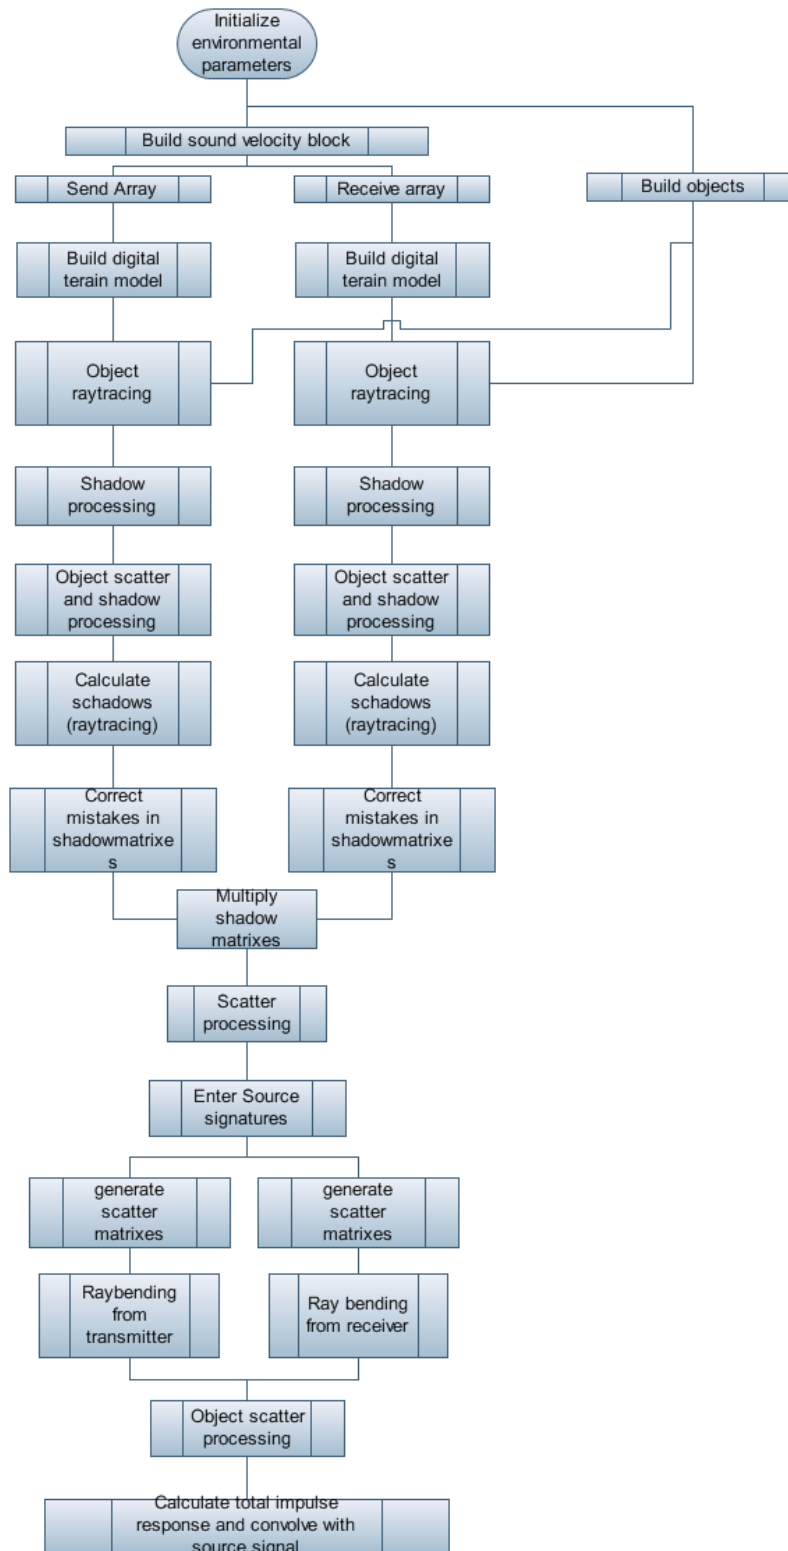 Initialize
environmental
parameters
Build sound velocity block
Send Array
Receive array
Build objects
Build digital
terain model
Build digital
terain model
Object
raytracing
Object
raytracing
Shadow
processing
Shadow
processing
Object scatter
and shadow
processing
Object scatter
and shadow
processing
Calculate
schadows
(raytracing)
Calculate
schadows
(raytracing)
Correct
mistakes in
shadowmatrixe
s
Correct
mistakes in
shadowmatrixe
s
Multiply
shadow
matrixes
Scatter
processing
Enter Source
signatures
generate
scatter
matrixes
generate
scatter
matrixes
Raybending
from
transmitter
Ray bending
from receiver
Object scatter
processing
Calculate total impulse
response and convolve with
source signal